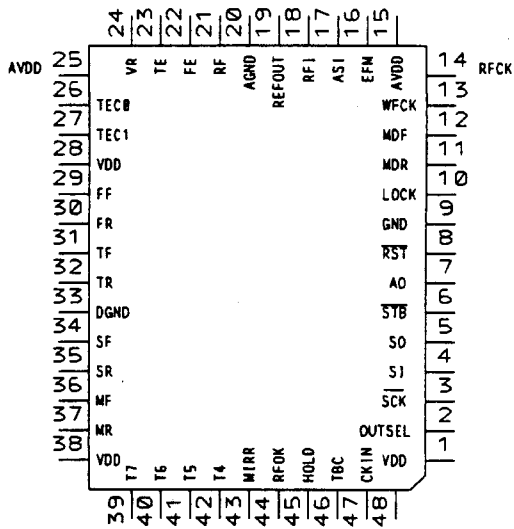 24 23 22 21 20 19 18 17 16 15
AVDD 25 VR TE FE RF AGND REFOUT RFI ASI EFM AVDD 14 RFCK
26 13
TEC0 WFCK
27 12
TEC1 MDF
28 11
VDD MDR
29 10
FF LOCK
30 9
FR GND
31 8
TF RST
32 7
TR A0
33 6
DGND STB
34 5
SF SO
35 4
SR SI
36 3
MF SCK
37 2
MR OUTSEL
38 1
VDD VDD
T7 T6 T5 T4 MIRR RFOK HOLD TBC CKIN
39 40 41 42 43 44 45 46 47 48